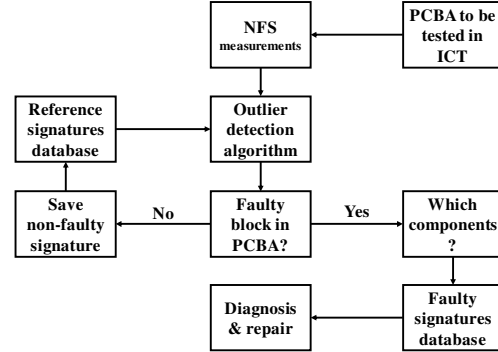 NFS
measurements
PCBA to be
tested in
ICT
Reference
signatures
database
Outlier
detection
algorithm
Save
non-faulty
signature
No
Faulty
block in
PCBA?
Yes
Which
components
?
Diagnosis
& repair
Faulty
signatures
database